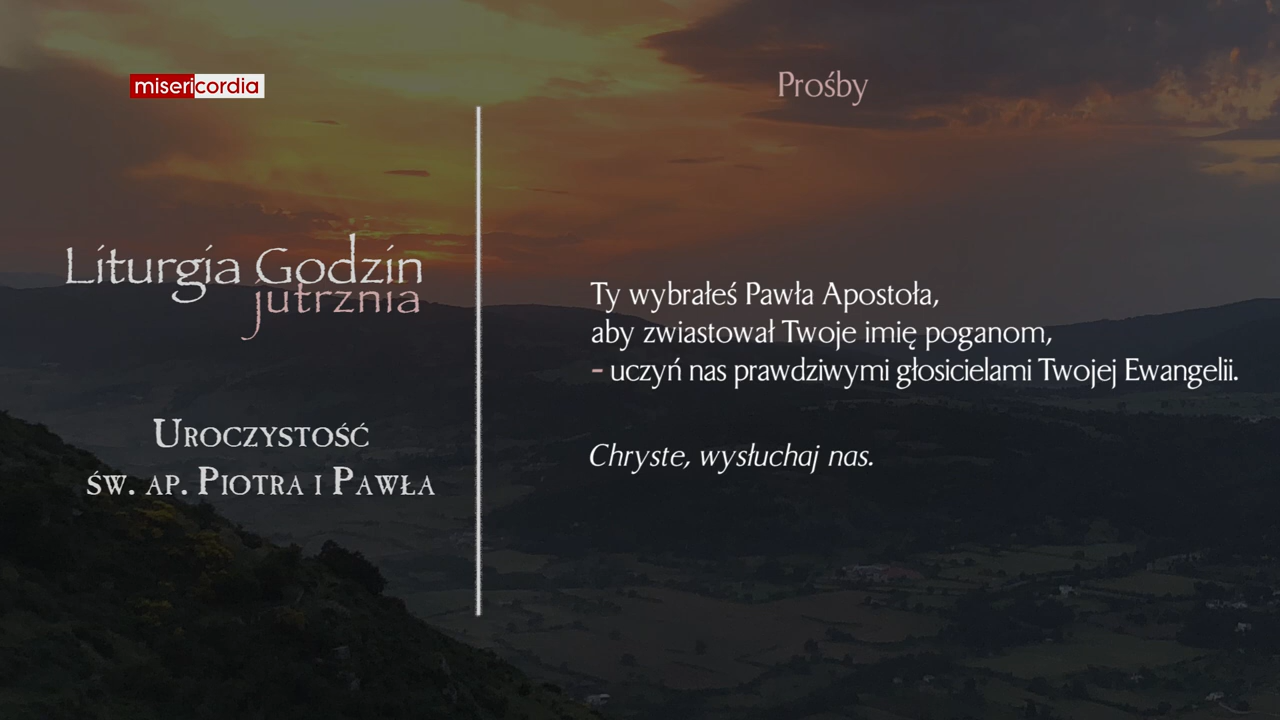 misericordia
Liturgia Godzin
jutrznia
Uroczystość
św. ap. Piotra i Pawła
Prośby
Ty wybrałeś Pawła Apostoła,
aby zwiastował Twoje imię poganom,
- uczyń nas prawdziwymi głosicielami Twojej Ewangelii.
Chryste, wysłuchaj nas.